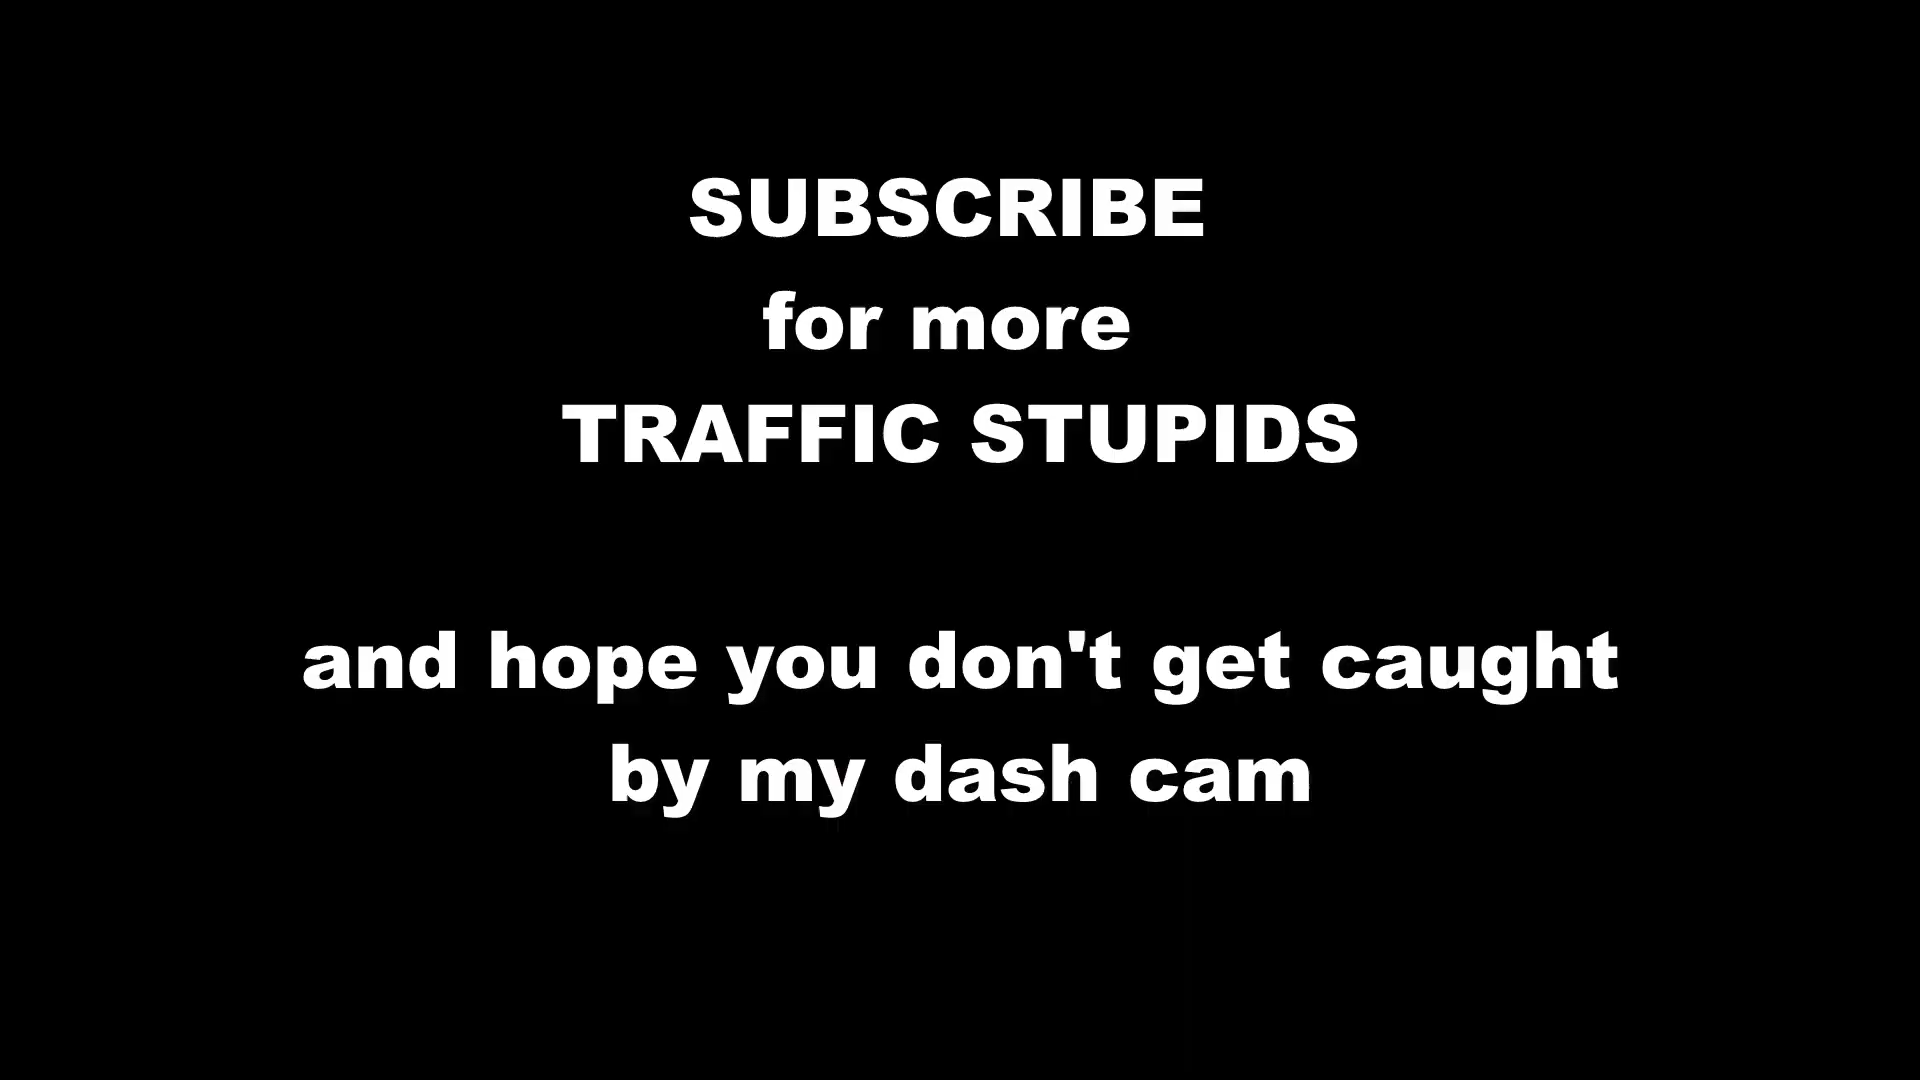 SUBSCRIBE
for more
TRAFFIC STUPIDS
and hope you don't get caught
by my dash cam